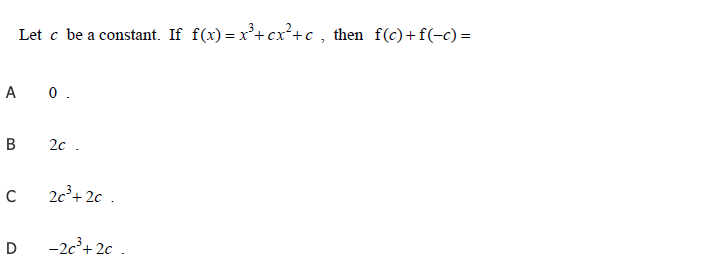 Let c be a constant. If f(x) = x³ + cx² + c , then f(c) + f(−c) =
A 0 .
B 2c .
C 2c³ + 2c .
D −2c³ + 2c .